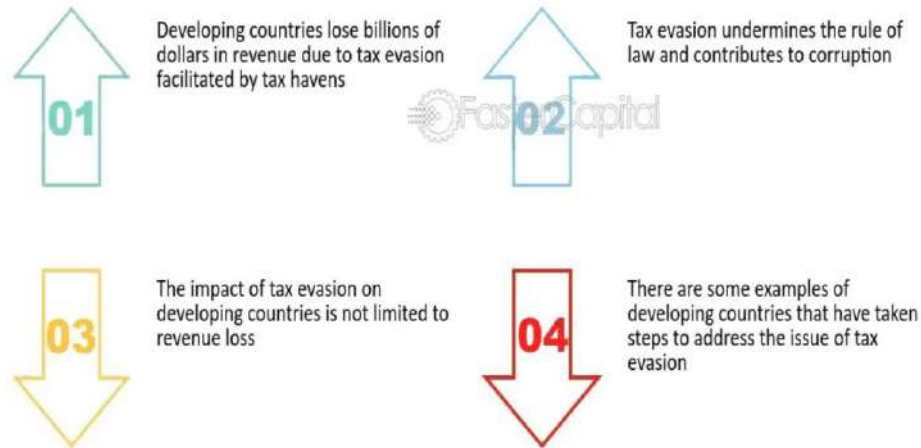 01
Developing countries lose billions of
dollars in revenue due to tax evasion
facilitated by tax havens
02
Tax evasion undermines the rule of
law and contributes to corruption
FasterCapital
03
The impact of tax evasion on
developing countries is not limited to
revenue loss
04
There are some examples of
developing countries that have taken
steps to address the issue of tax
evasion